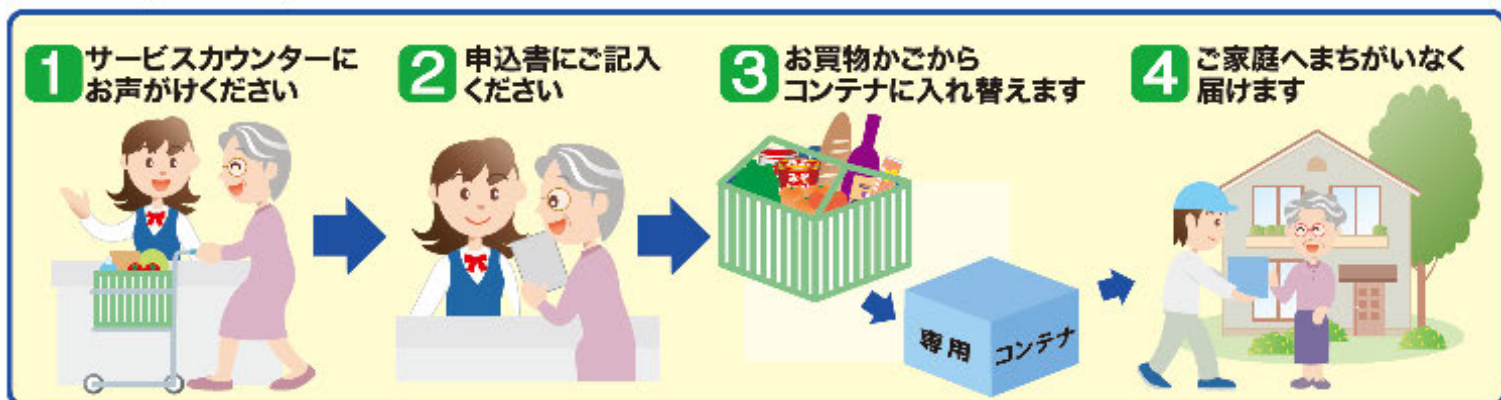 1 サービスカウンターに
お声がけください
2 申込書にご記入
ください
3 お買物かごから
コンテナに入れ替えます
みそ
専用 コンテナ
4 ご家庭へまちがいなく
届けます